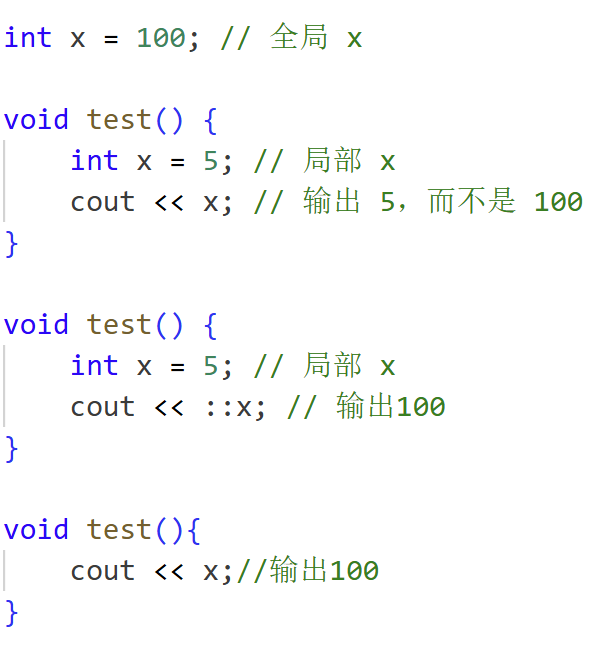 int x = 100; // 全局 x
void test() {
    int x = 5; // 局部 x
    cout << x; // 输出 5，而不是 100
}
void test() {
    int x = 5; // 局部 x
    cout << ::x; // 输出100
}
void test(){
    cout << x;//输出100
}